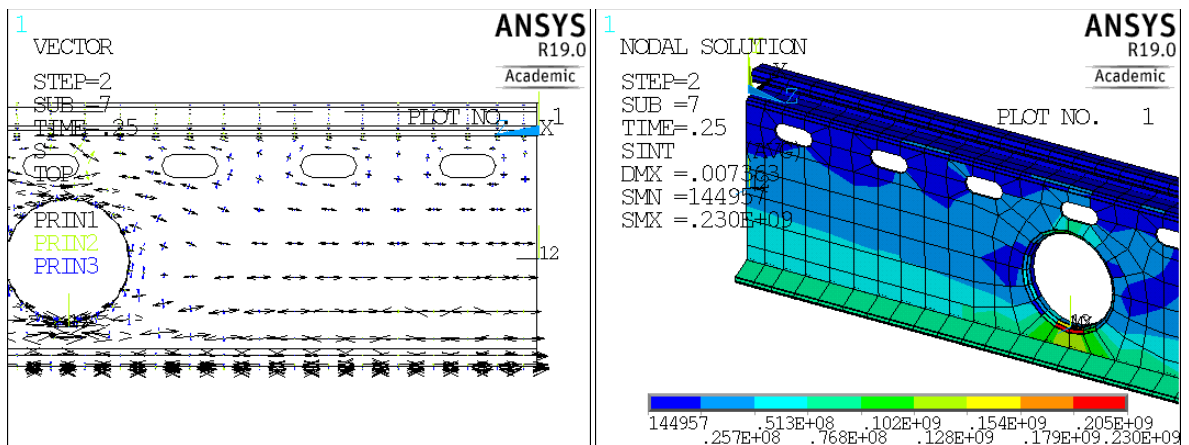 1
ANSYS
R19.0
Academic
VECTOR
STEP=2
SUB =7
TIME=.25
S
TOP
PRIN1
PRIN2
PRIN3
PLOT NO. 1
X
12
1
ANSYS
R19.0
Academic
NODAL SOLUTION
STEP=2
SUB =7
TIME=.25
SINT
DMX =.007363
SMN =144957
SMX =.230E+09
PLOT NO. 1
Y
Z
144957 .513E+08 .102E+09 .154E+09 .205E+09
.257E+08 .768E+08 .128E+09 .179E+09 .230E+09